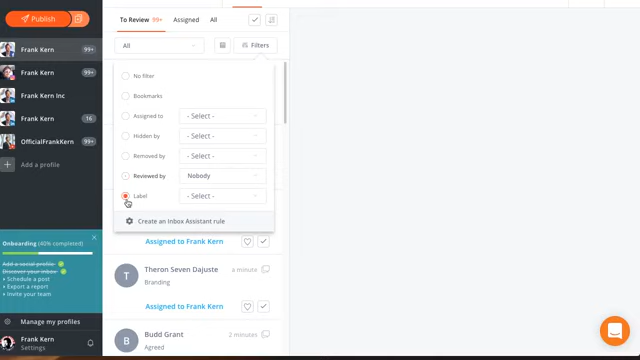 Publish
To Review 99+ Assigned All
All
Filters
Frank Kern 99+
Frank Kern 99+
Frank Kern Inc
Frank Kern 16
OfficialFrankKern 99+
+ Add a profile
No filter
Bookmarks
Assigned to - Select -
Hidden by - Select -
Removed by - Select -
Reviewed by Nobody
Label - Select -
Create an Inbox Assistant rule
Onboarding (40% completed)
Add a social profile
Discover your inbox
• Schedule a post
• Export a report
• Invite your team
Manage my profiles
Frank Kern
Settings
Assigned to Frank Kern
T
Theron Seven Dajuste a minute
Branding
Assigned to Frank Kern
B
Budd Grant 2 minutes
Agreed